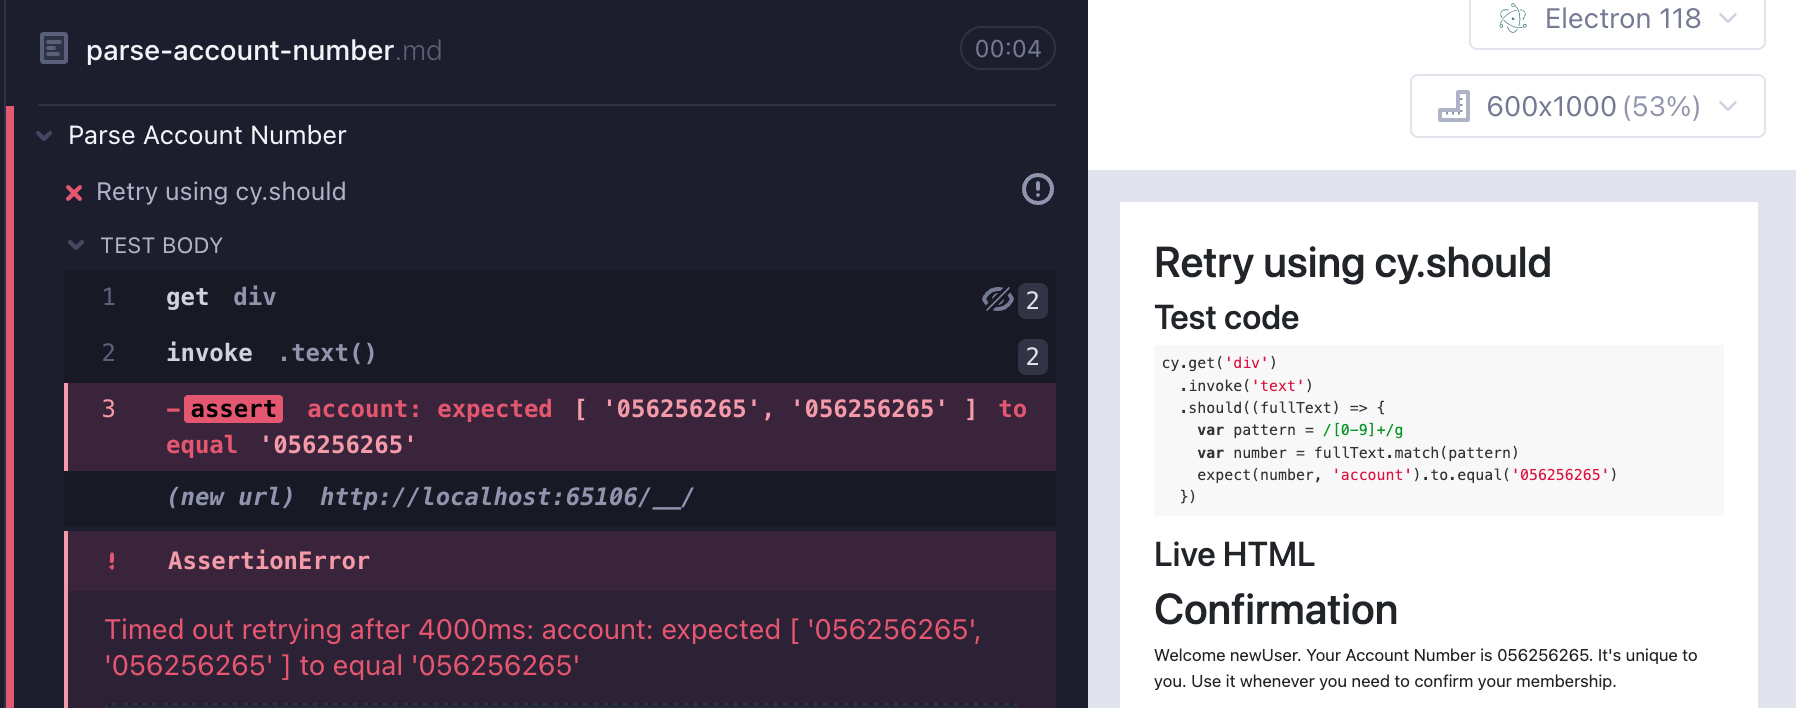 parse-account-number.md
00:04
Parse Account Number
Retry using cy.should
TEST BODY
1 get div 2
2 invoke .text() 2
3 -assert account: expected [ '056256265', '056256265' ] to
equal '056256265'
(new url) http://localhost:65106/__/
! AssertionError
Timed out retrying after 4000ms: account: expected [ '056256265',
'056256265' ] to equal '056256265'
Electron 118
600x1000 (53%)
Retry using cy.should
Test code
cy.get('div')
  .invoke('text')
  .should((fullText) => {
    var pattern = /[0-9]+/g
    var number = fullText.match(pattern)
    expect(number, 'account').to.equal('056256265')
  })
Live HTML
Confirmation
Welcome newUser. Your Account Number is 056256265. It's unique to
you. Use it whenever you need to confirm your membership.